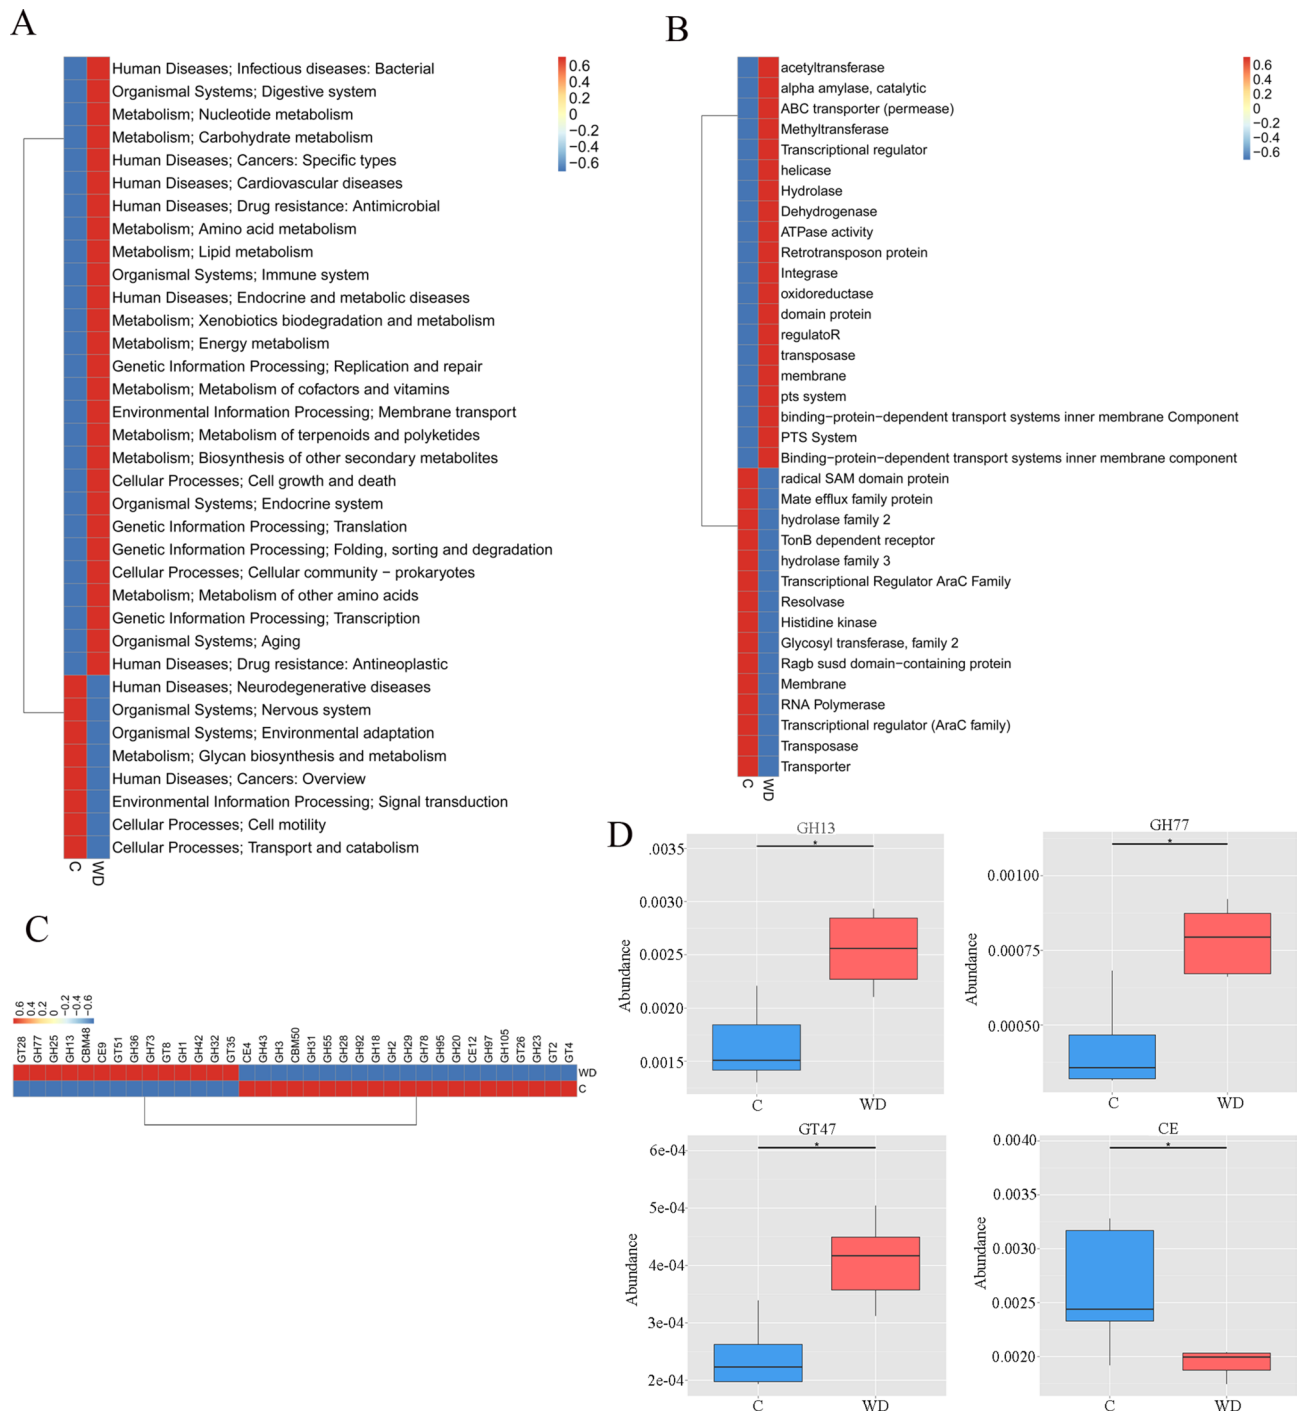 A
Human Diseases; Infectious diseases: Bacterial
Organismal Systems; Digestive system
Metabolism; Nucleotide metabolism
Metabolism; Carbohydrate metabolism
Human Diseases; Cancers: Specific types
Human Diseases; Cardiovascular diseases
Human Diseases; Drug resistance: Antimicrobial
Metabolism; Amino acid metabolism
Metabolism; Lipid metabolism
Organismal Systems; Immune system
Human Diseases; Endocrine and metabolic diseases
Metabolism; Xenobiotics biodegradation and metabolism
Metabolism; Energy metabolism
Genetic Information Processing; Replication and repair
Metabolism; Metabolism of cofactors and vitamins
Environmental Information Processing; Membrane transport
Metabolism; Metabolism of terpenoids and polyketides
Metabolism; Biosynthesis of other secondary metabolites
Cellular Processes; Cell growth and death
Organismal Systems; Endocrine system
Genetic Information Processing; Translation
Genetic Information Processing; Folding, sorting and degradation
Cellular Processes; Cellular community − prokaryotes
Metabolism; Metabolism of other amino acids
Genetic Information Processing; Transcription
Organismal Systems; Aging
Human Diseases; Drug resistance: Antineoplastic
Human Diseases; Neurodegenerative diseases
Organismal Systems; Nervous system
Organismal Systems; Environmental adaptation
Metabolism; Glycan biosynthesis and metabolism
Human Diseases; Cancers: Overview
Environmental Information Processing; Signal transduction
Cellular Processes; Cell motility
Cellular Processes; Transport and catabolism
C
WD
0.6
0.4
0.2
0
−0.2
−0.4
−0.6
B
acetyltransferase
alpha amylase, catalytic
ABC transporter (permease)
Methyltransferase
Transcriptional regulator
helicase
Hydrolase
Dehydrogenase
ATPase activity
Retrotransposon protein
Integrase
oxidoreductase
domain protein
regulatoR
transposase
membrane
pts system
binding−protein−dependent transport systems inner membrane Component
PTS System
Binding−protein−dependent transport systems inner membrane component
radical SAM domain protein
Mate efflux family protein
hydrolase family 2
TonB dependent receptor
hydrolase family 3
Transcriptional Regulator AraC Family
Resolvase
Histidine kinase
Glycosyl transferase, family 2
Ragb susd domain−containing protein
Membrane
RNA Polymerase
Transcriptional regulator (AraC family)
Transposase
Transporter
C
WD
0.6
0.4
0.2
0
−0.2
−0.4
−0.6
C
0.6
0.4
0.2
0
−0.2
−0.4
−0.6
GT28
GH77
GH25
GH13
CBM48
CE9
GT51
GH36
GH73
GT8
GH1
GH42
GH32
GT35
CE4
GH43
GH3
CBM50
GH31
GH55
GH28
GH92
GH18
GH2
GH29
GH78
GH95
GH20
CE12
GH97
GH105
GT26
GH23
GT2
GT4
WD
C
D
GH13
*
.0035
0.0030
0.0025
0.0020
0.0015
Abundance
C
WD
GH77
*
0.00100
0.00075
0.00050
Abundance
C
WD
GT47
*
6e-04
5e-04
4e-04
3e-04
2e-04
Abundance
C
WD
CE
*
0.0040
0.0035
0.0030
0.0025
0.0020
Abundance
C
WD